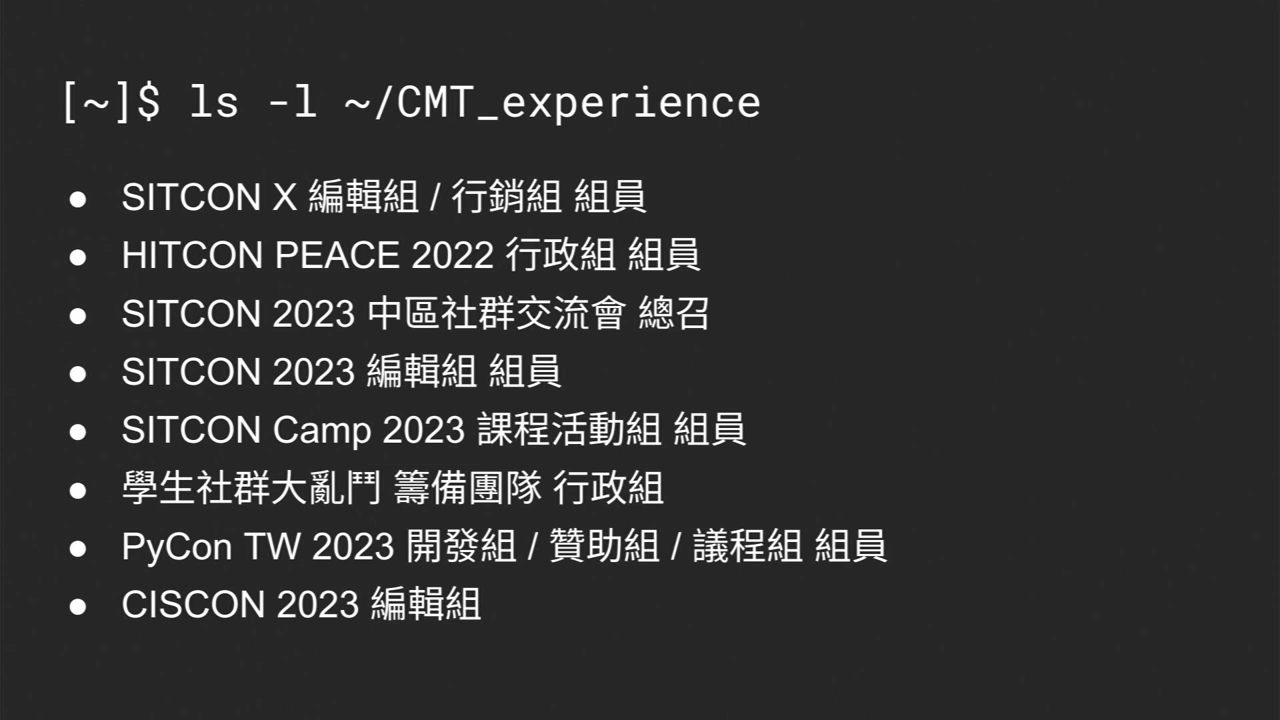 [~]$ ls -l ~/CMT_experience
● SITCON X 編輯組 / 行銷組 組員
● HITCON PEACE 2022 行政組 組員
● SITCON 2023 中區社群交流會 總召
● SITCON 2023 編輯組 組員
● SITCON Camp 2023 課程活動組 組員
● 學生社群大亂鬥 籌備團隊 行政組
● PyCon TW 2023 開發組 / 贊助組 / 議程組 組員
● CISCON 2023 編輯組